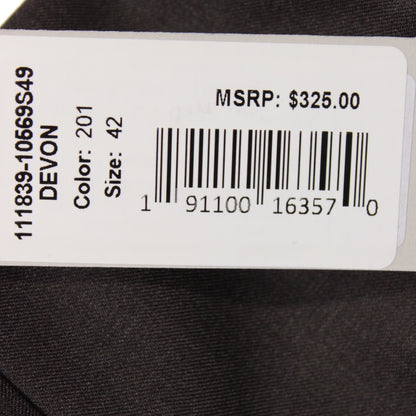 111839-10569S49
DEVON
Color: 201
Size: 42
MSRP: $325.00
1 91100 16357 0